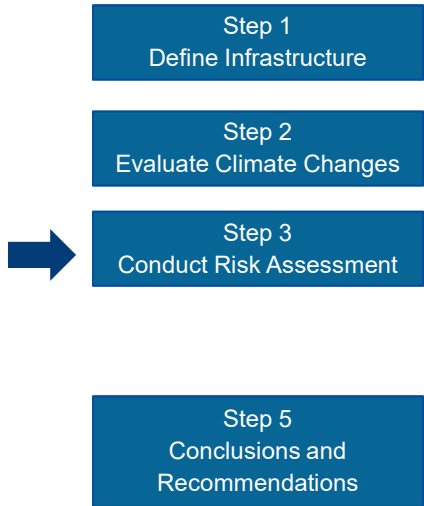 Step 1
Define Infrastructure
Step 2
Evaluate Climate Changes
Step 3
Conduct Risk Assessment
Step 5
Conclusions and
Recommendations